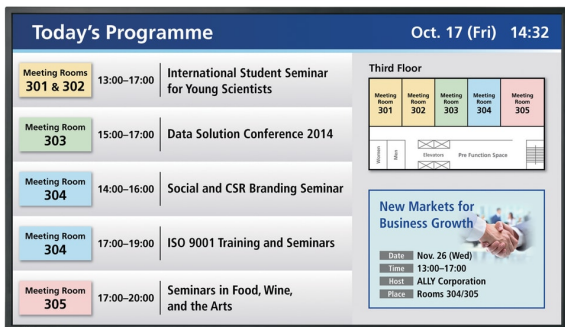 Today's Programme
Oct. 17 (Fri) 14:32
Meeting Rooms
301 & 302
13:00–17:00
International Student Seminar
for Young Scientists
Meeting Room
303
15:00–17:00
Data Solution Conference 2014
Meeting Room
304
14:00–16:00
Social and CSR Branding Seminar
Meeting Room
304
17:00–19:00
ISO 9001 Training and Seminars
Meeting Room
305
17:00–20:00
Seminars in Food, Wine,
and the Arts
Third Floor
Meeting
Room
301
Meeting
Room
302
Meeting
Room
303
Meeting
Room
304
Meeting
Room
305
Women
Men
Elevators
Pre Function Space
New Markets for
Business Growth
Date Nov. 26 (Wed)
Time 13:00–17:00
Host ALLY Corporation
Place Rooms 304/305